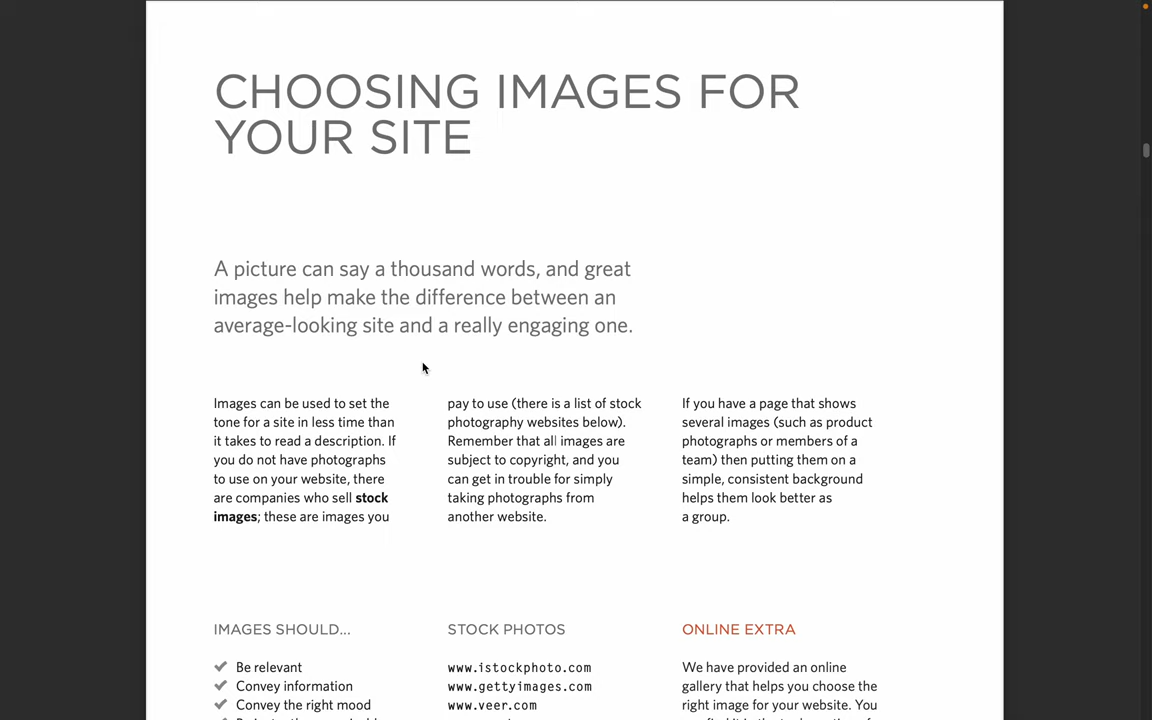 CHOOSING IMAGES FOR
YOUR SITE
A picture can say a thousand words, and great
images help make the difference between an
average-looking site and a really engaging one.
Images can be used to set the
tone for a site in less time than
it takes to read a description. If
you do not have photographs
to use on your website, there
are companies who sell stock
images; these are images you
pay to use (there is a list of stock
photography websites below).
Remember that all images are
subject to copyright, and you
can get in trouble for simply
taking photographs from
another website.
If you have a page that shows
several images (such as product
photographs or members of a
team) then putting them on a
simple, consistent background
helps them look better as
a group.
IMAGES SHOULD...
Be relevant
Convey information
Convey the right mood
STOCK PHOTOS
www.istockphoto.com
www.gettyimages.com
www.veer.com
ONLINE EXTRA
We have provided an online
gallery that helps you choose the
right image for your website. You